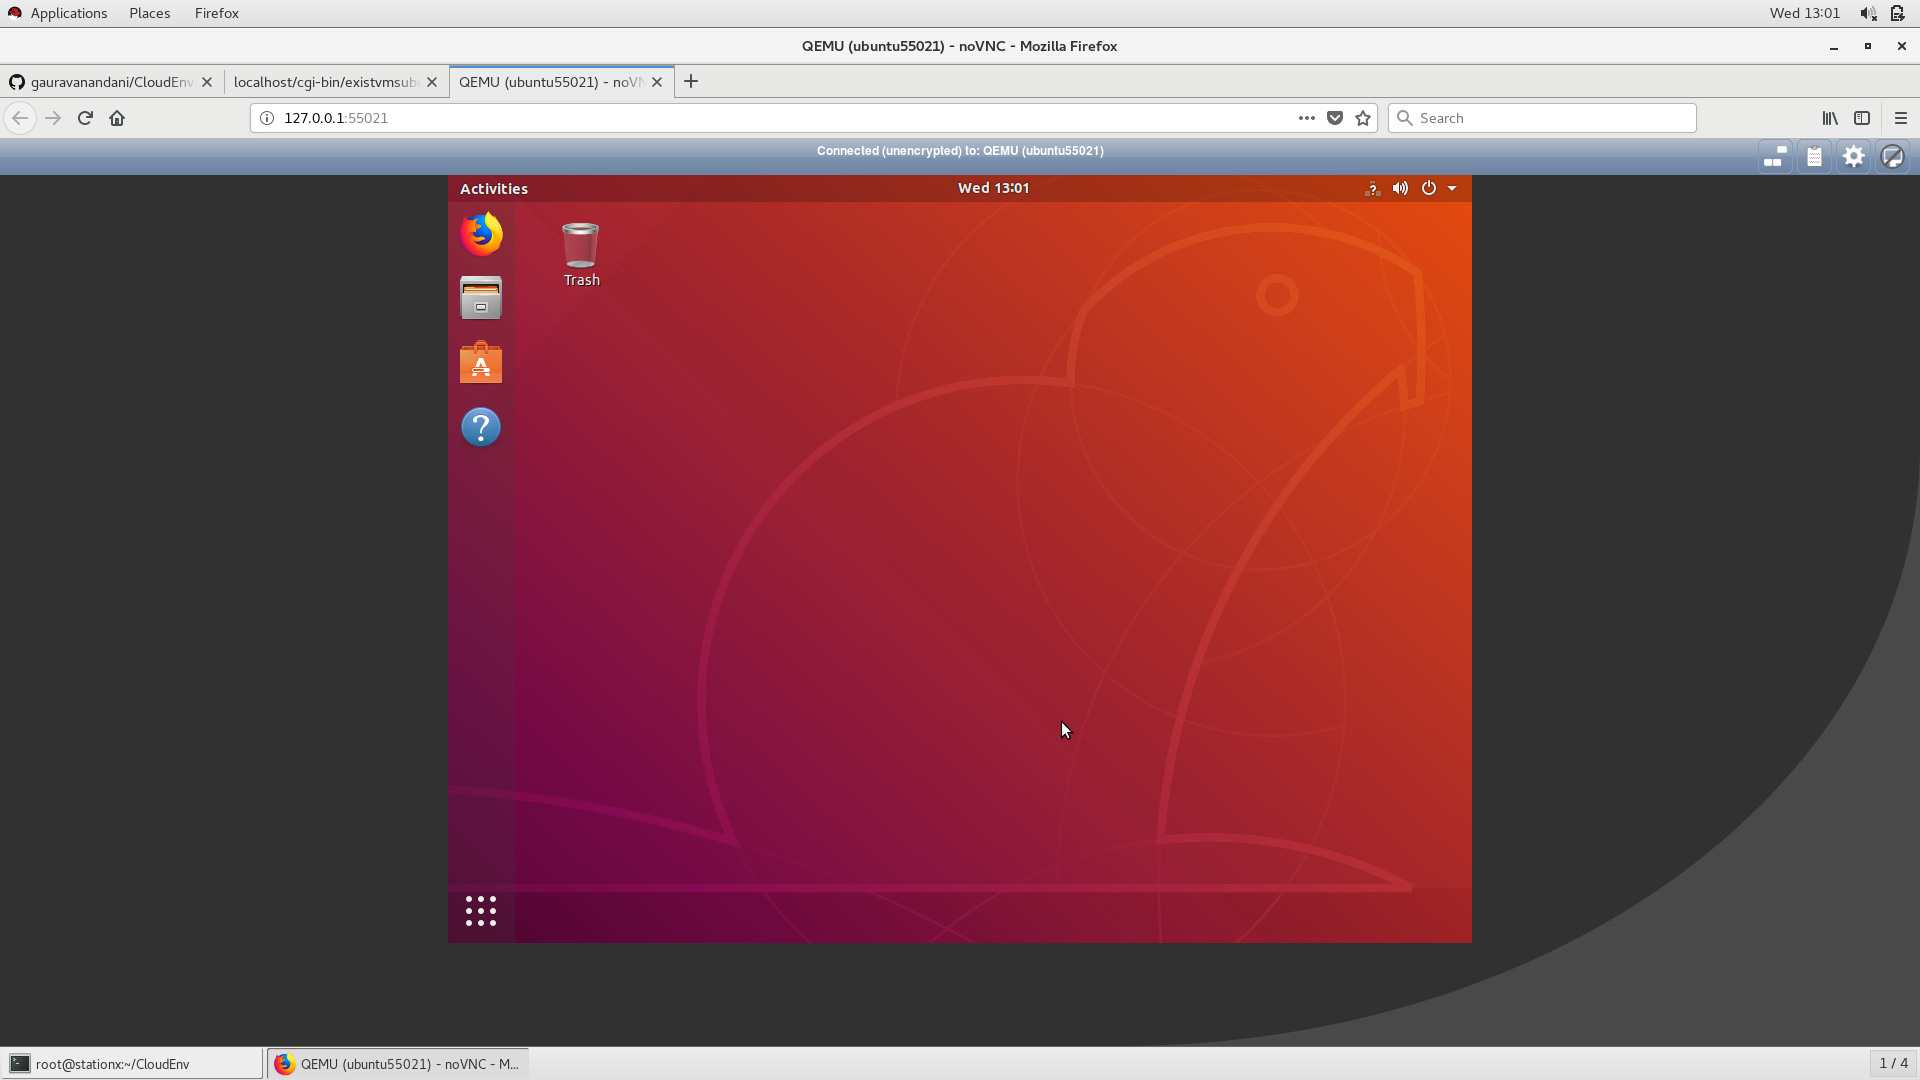 Applications Places Firefox Wed 13:01
QEMU (ubuntu55021) - noVNC - Mozilla Firefox
gauravanandani/CloudEnv localhost/cgi-bin/existvmsub QEMU (ubuntu55021) - noVN
127.0.0.1:55021 Search
Connected (unencrypted) to: QEMU (ubuntu55021)
Activities Wed 13:01
Trash
root@stationx:~/CloudEnv QEMU (ubuntu55021) - noVNC - M... 1 / 4